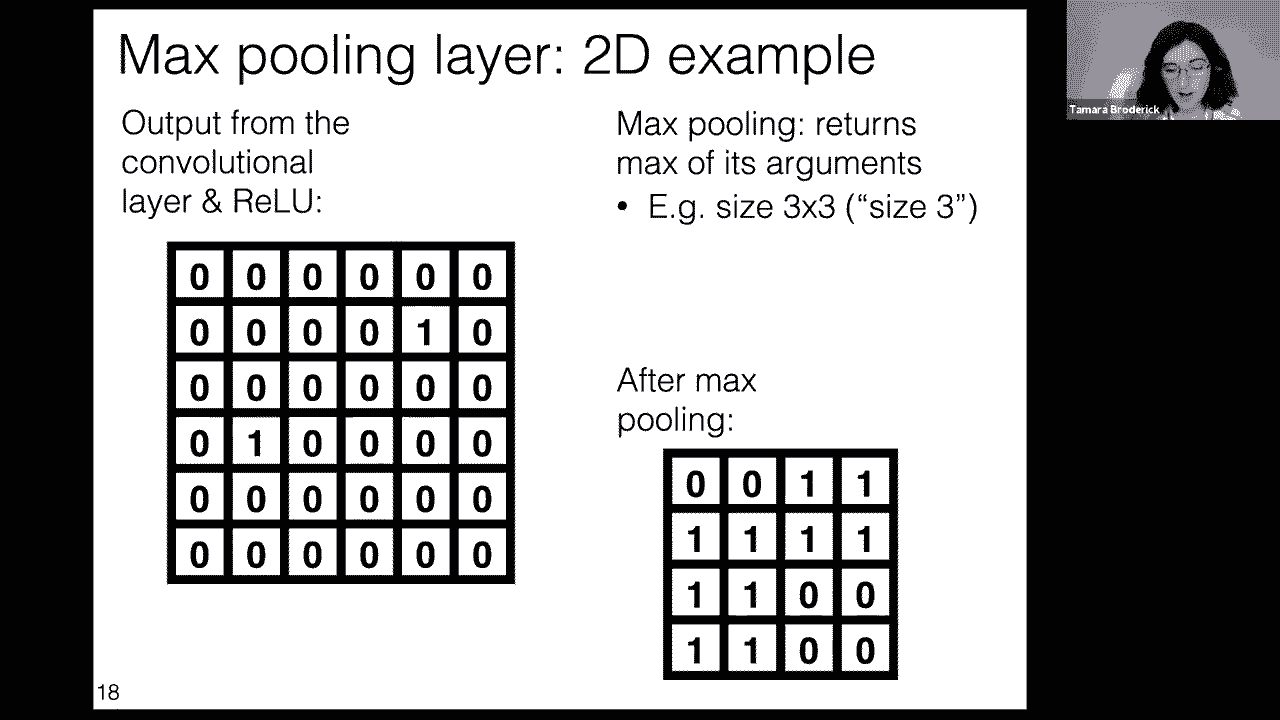 Max pooling layer: 2D example
Output from the
convolutional
layer & ReLU:
0 0 0 0 0 0
0 0 0 0 1 0
0 0 0 0 0 0
0 1 0 0 0 0
0 0 0 0 0 0
0 0 0 0 0 0
Max pooling: returns
max of its arguments
• E.g. size 3x3 (“size 3”)
After max
pooling:
0 0 1 1
1 1 1 1
1 1 0 0
1 1 0 0
18
Tamara Broderick